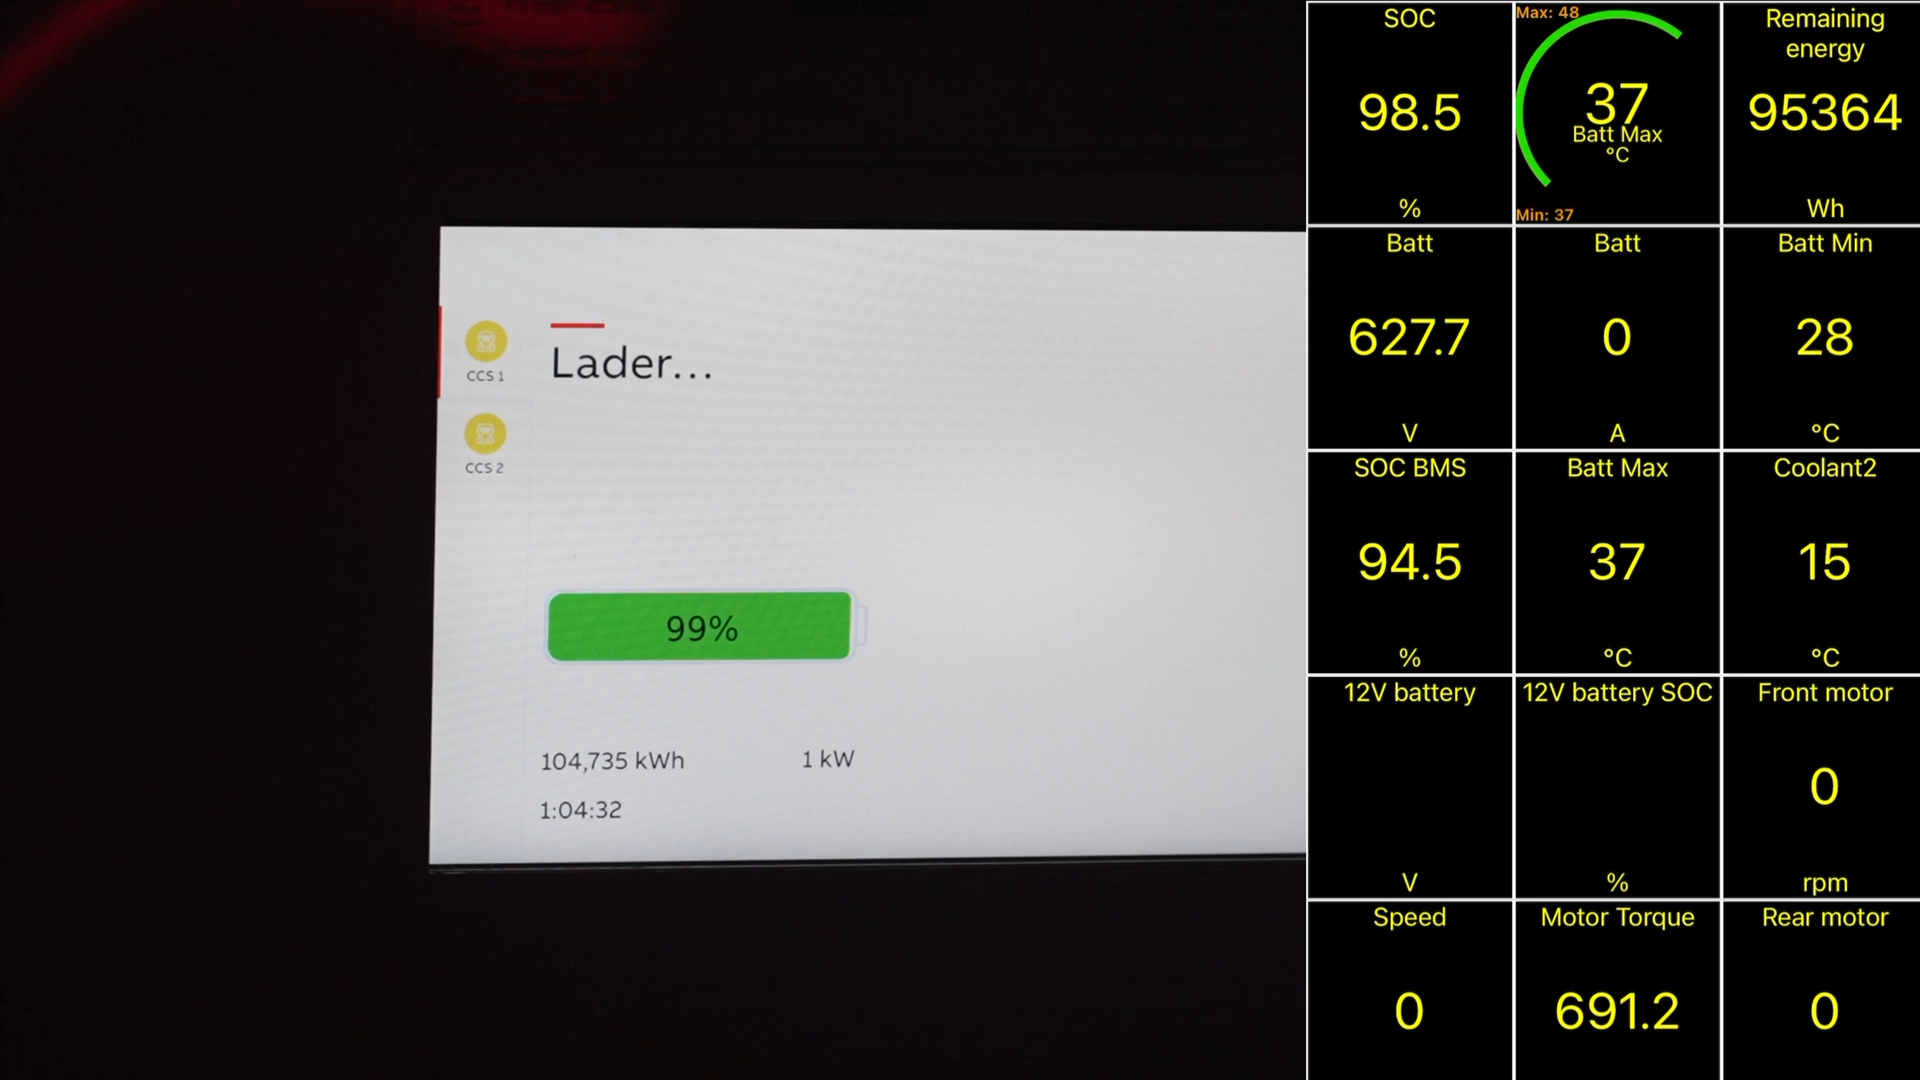 CCS 1
CCS 2
Lader...
99%
104,735 kWh
1 kW
1:04:32
SOC
98.5
%
Max: 48
37
Batt Max
°C
Min: 37
Remaining
energy
95364
Wh
Batt
627.7
V
Batt
0
A
Batt Min
28
°C
SOC BMS
94.5
%
Batt Max
37
°C
Coolant2
15
°C
12V battery
V
12V battery SOC
%
Front motor
0
rpm
Speed
0
Motor Torque
691.2
Rear motor
0